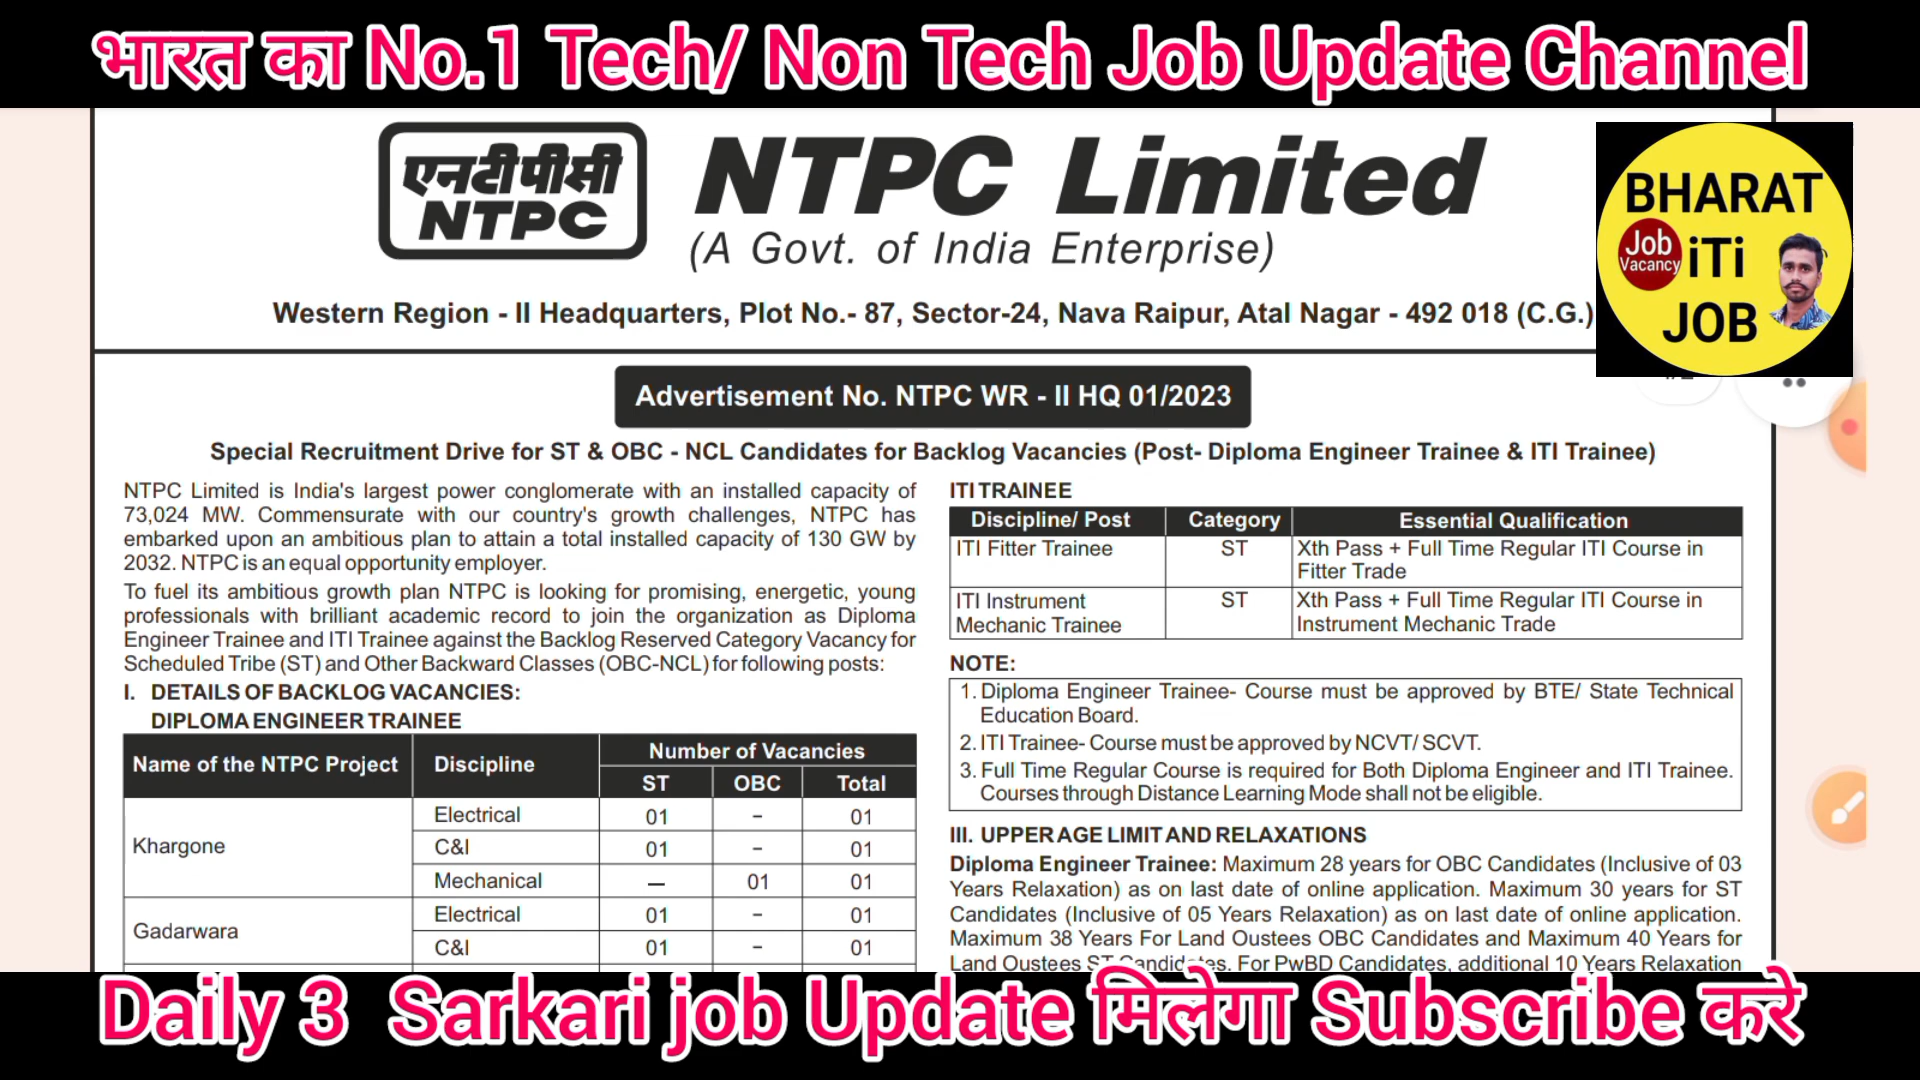 भारत का No.1 Tech/ Non Tech Job Update Channel
एनटीपीसी
NTPC
NTPC Limited
(A Govt. of India Enterprise)
Western Region - II Headquarters, Plot No.- 87, Sector-24, Nava Raipur, Atal Nagar - 492 018 (C.G.)
BHARAT
Job
Vacancy
iTi
JOB
Advertisement No. NTPC WR - II HQ 01/2023
Special Recruitment Drive for ST & OBC - NCL Candidates for Backlog Vacancies (Post- Diploma Engineer Trainee & ITI Trainee)
NTPC Limited is India's largest power conglomerate with an installed capacity of
73,024 MW. Commensurate with our country's growth challenges, NTPC has
embarked upon an ambitious plan to attain a total installed capacity of 130 GW by
2032. NTPC is an equal opportunity employer.
To fuel its ambitious growth plan NTPC is looking for promising, energetic, young
professionals with brilliant academic record to join the organization as Diploma
Engineer Trainee and ITI Trainee against the Backlog Reserved Category Vacancy for
Scheduled Tribe (ST) and Other Backward Classes (OBC-NCL) for following posts:
I. DETAILS OF BACKLOG VACANCIES:
DIPLOMA ENGINEER TRAINEE
Name of the NTPC Project Discipline Number of Vacancies
ST OBC Total
Khargone Electrical 01 - 01
C&I 01 - 01
Mechanical — 01 01
Gadarwara Electrical 01 - 01
C&I 01 - 01
ITI TRAINEE
Discipline/ Post Category Essential Qualification
ITI Fitter Trainee ST Xth Pass + Full Time Regular ITI Course in
Fitter Trade
ITI Instrument ST Xth Pass + Full Time Regular ITI Course in
Mechanic Trainee Instrument Mechanic Trade
NOTE:
1. Diploma Engineer Trainee- Course must be approved by BTE/ State Technical
Education Board.
2. ITI Trainee- Course must be approved by NCVT/ SCVT.
3. Full Time Regular Course is required for Both Diploma Engineer and ITI Trainee.
Courses through Distance Learning Mode shall not be eligible.
III. UPPER AGE LIMIT AND RELAXATIONS
Diploma Engineer Trainee: Maximum 28 years for OBC Candidates (Inclusive of 03
Years Relaxation) as on last date of online application. Maximum 30 years for ST
Candidates (Inclusive of 05 Years Relaxation) as on last date of online application.
Maximum 38 Years For Land Oustees OBC Candidates and Maximum 40 Years for
Land Oustees ST Candidates. For PwBD Candidates, additional 10 Years Relaxation
Daily 3 Sarkari job Update मिलेगा Subscribe करे